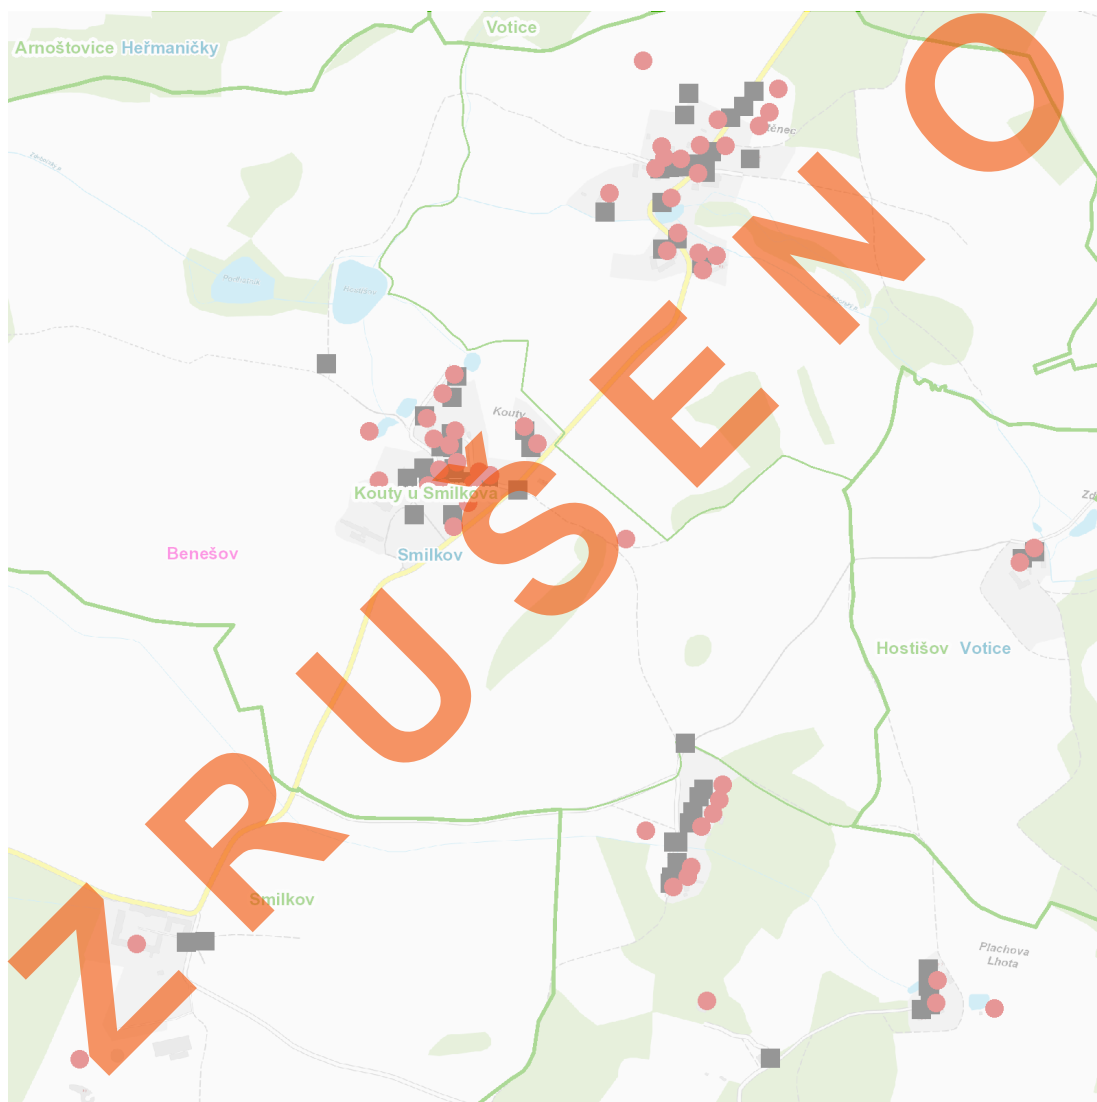 Votice
Arnoštovice Heřmaničky
Kouty
Kouty u Smilkova
Benešov
Smilkov
Hostišov Votice
Smilkov
Plachova
Lhota
ZRUŠENO